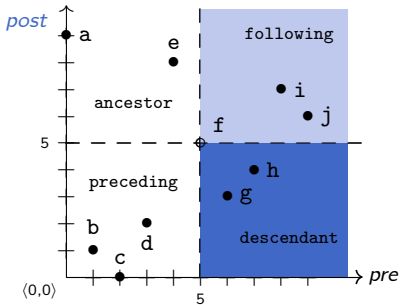 post
a
e
following
i
j
ancestor
f
5
preceding
h
b
g
d
c
descendant
pre
⟨0,0⟩
5